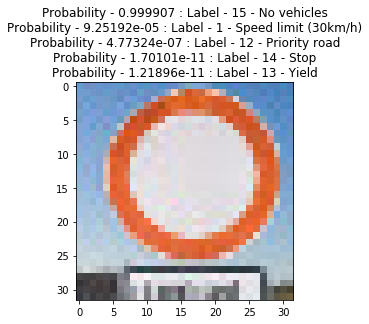 Probability - 0.999907 : Label - 15 - No vehicles
Probability - 9.25192e-05 : Label - 1 - Speed limit (30km/h)
Probability - 4.77324e-07 : Label - 12 - Priority road
Probability - 1.70101e-11 : Label - 14 - Stop
Probability - 1.21896e-11 : Label - 13 - Yield
0
5
10
15
20
25
30
0 5 10 15 20 25 30